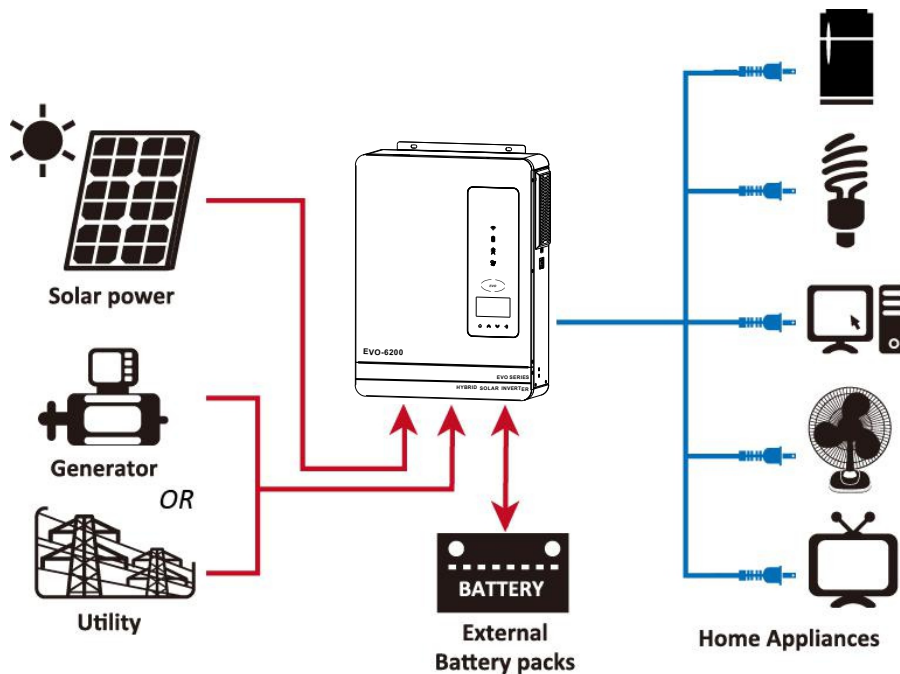 Solar power
Generator
OR
Utility
EVO-6200
EVO SERIES
HYBRID SOLAR INVERTER
BATTERY
External
Battery packs
Home Appliances